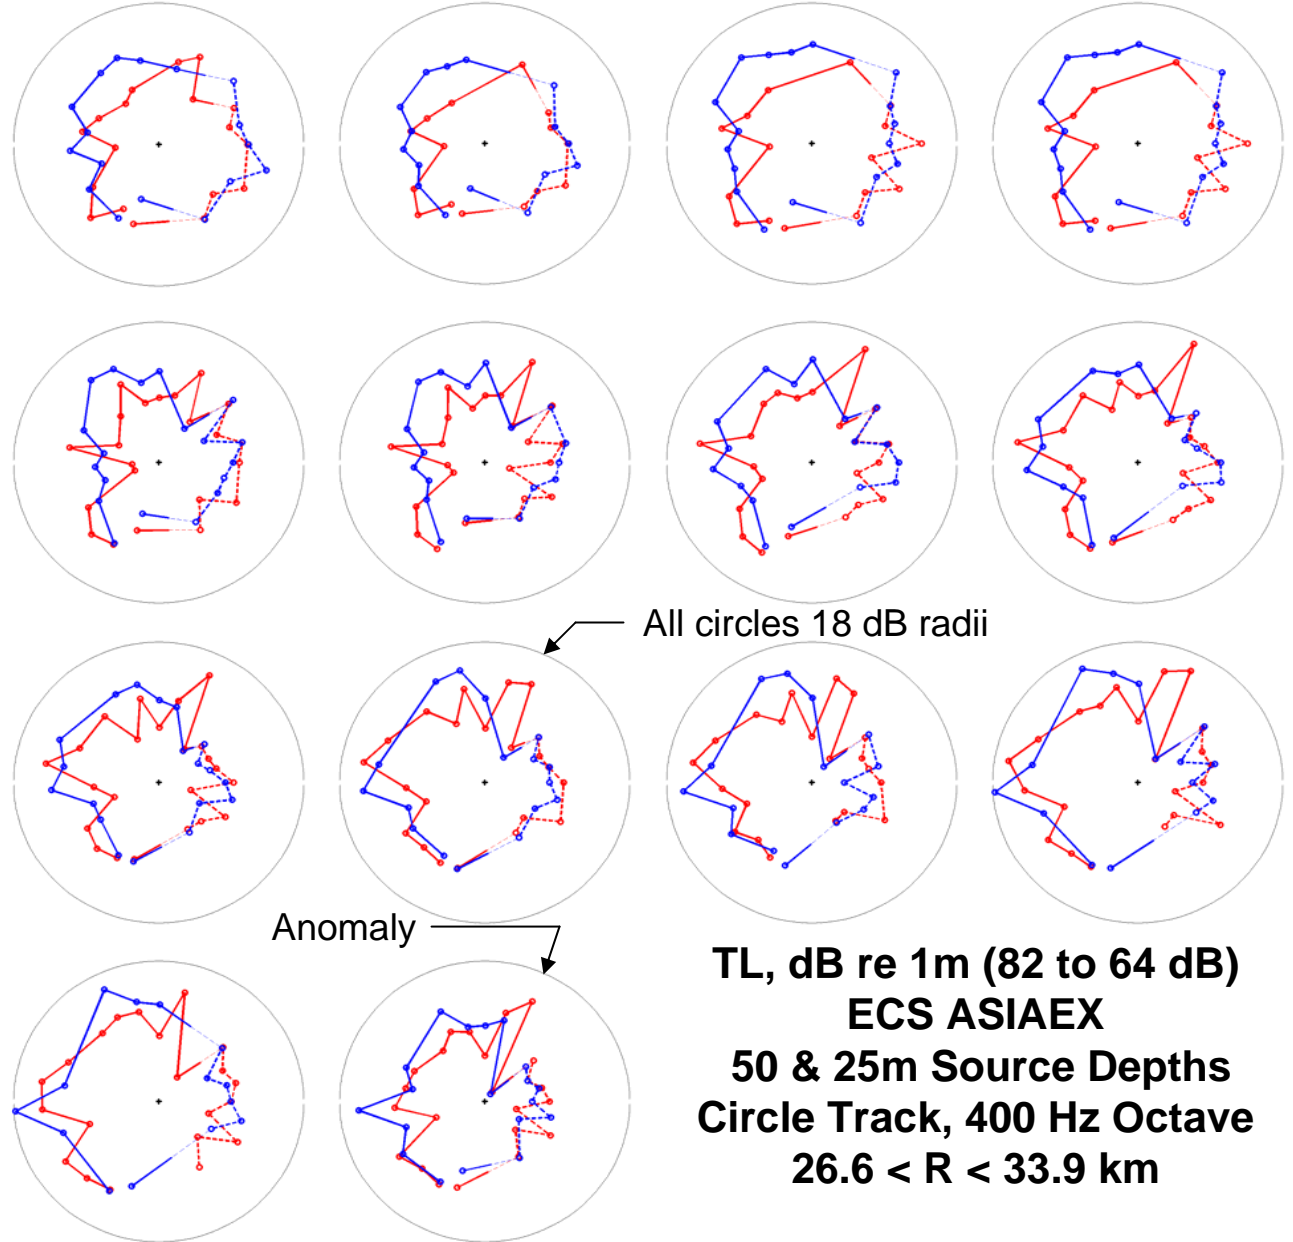 All circles 18 dB radii
Anomaly
TL, dB re 1m (82 to 64 dB)
ECS ASIAEX
50 & 25m Source Depths
Circle Track, 400 Hz Octave
26.6 < R < 33.9 km